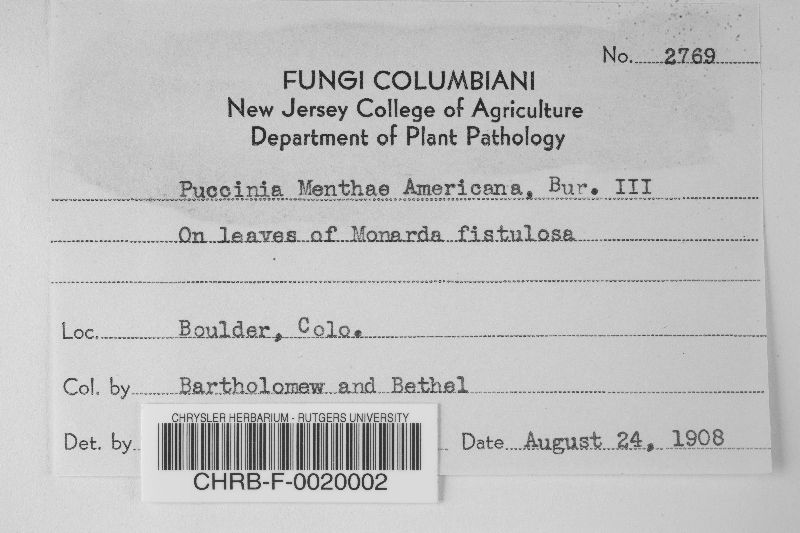 No. 2769
FUNGI COLUMBIANI
New Jersey College of Agriculture
Department of Plant Pathology
Puccinia Menthae Americana, Bur. III
On leaves of Monarda fistulosa
Loc. Boulder, Colo.
Col. by Bartholomew and Bethel
Det. by Date August 24, 1908
CHRYSLER HERBARIUM - RUTGERS UNIVERSITY
CHRB-F-0020002